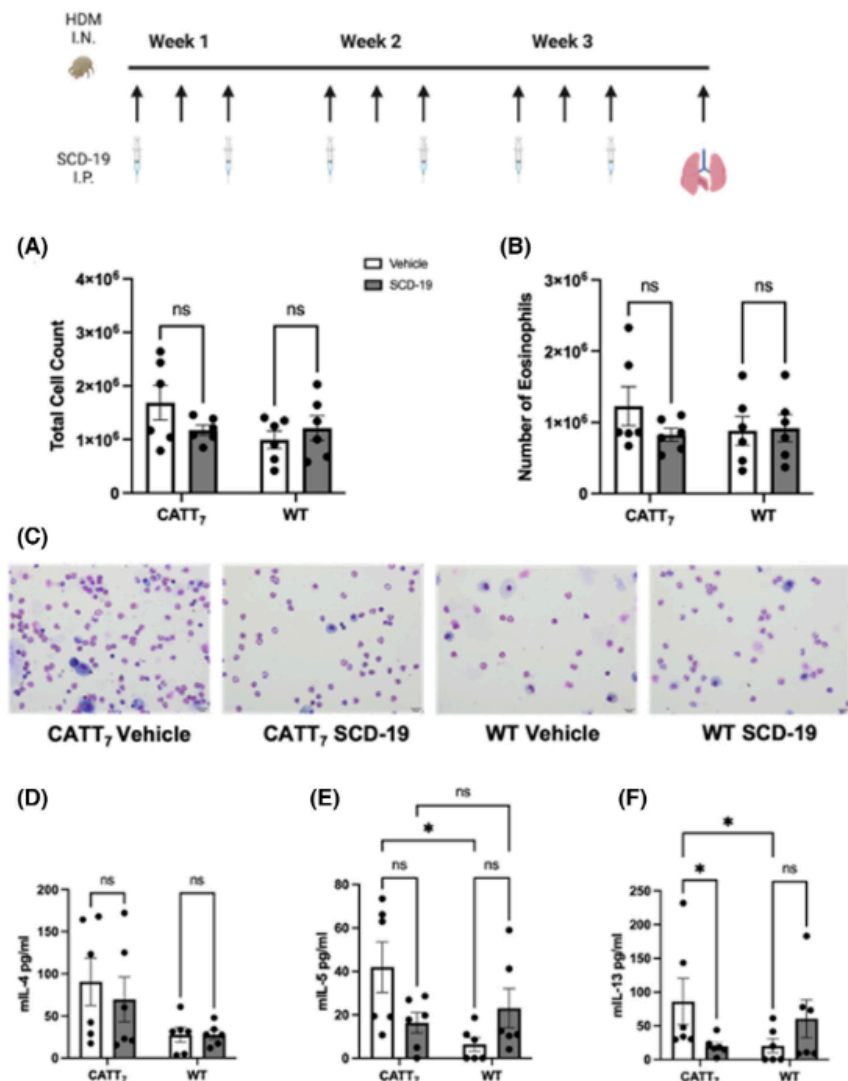 HDM
I.N.
Week 1 Week 2 Week 3
SCD-19
I.P.
(A)
Total Cell Count
4×10⁶
3×10⁶
2×10⁶
1×10⁶
0
ns ns
CATT₇ WT
Vehicle
SCD-19
(B)
Number of Eosinophils
3×10⁶
2×10⁶
1×10⁶
0
ns ns
CATT₇ WT
(C)
CATT₇ Vehicle CATT₇ SCD-19 WT Vehicle WT SCD-19
(D)
mIL-4 pg/ml
200
150
100
50
0
ns ns
CATT₇ WT
(E)
mIL-5 pg/ml
80
60
40
20
0
ns
*
ns ns
CATT₇ WT
(F)
mIL-13 pg/ml
250
200
150
100
50
0
*
* ns
CATT₇ WT